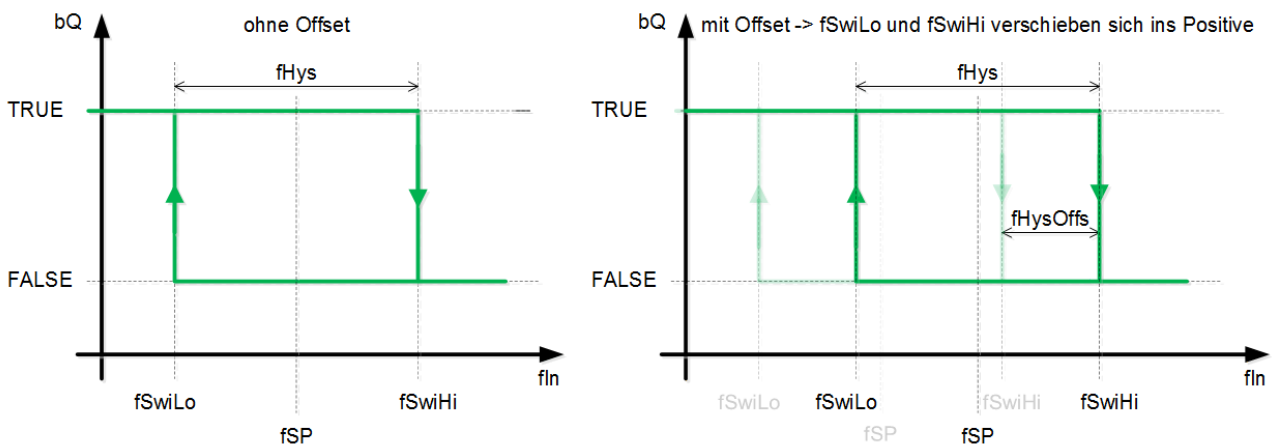 bQ
ohne Offset
fHys
TRUE
FALSE
fIn
fSwiLo
fSwiHi
fSP
bQ
mit Offset -> fSwiLo und fSwiHi verschieben sich ins Positive
fHys
TRUE
fHysOffs
FALSE
fIn
fSwiLo fSwiLo fSwiHi fSwiHi
fSP fSP